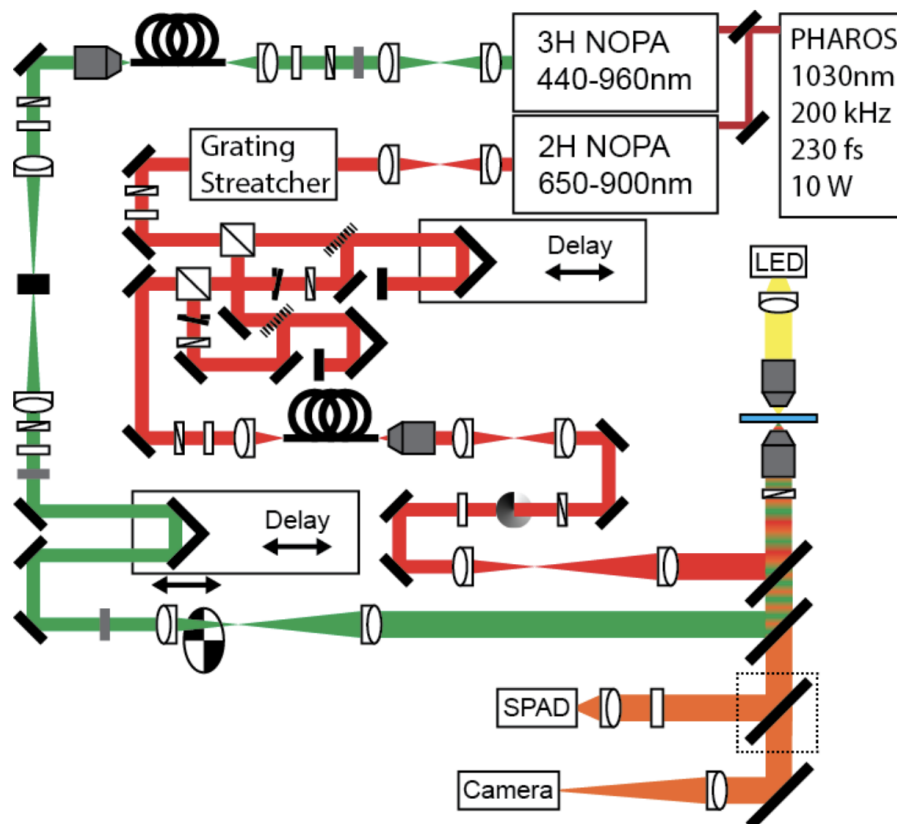 3H NOPA
440-960nm
PHAROS
1030nm
200 kHz
230 fs
10 W
Grating
Streatcher
2H NOPA
650-900nm
Delay
LED
Delay
SPAD
Camera